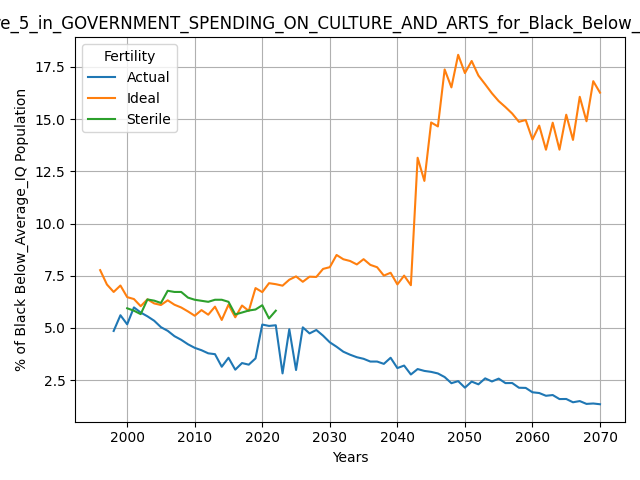 e_5_in_GOVERNMENT_SPENDING_ON_CULTURE_AND_ARTS_for_Black_Below_
Fertility
Actual
Ideal
Sterile
% of Black Below_Average_IQ Population
17.5
15.0
12.5
10.0
7.5
5.0
2.5
2000 2010 2020 2030 2040 2050 2060 2070
Years